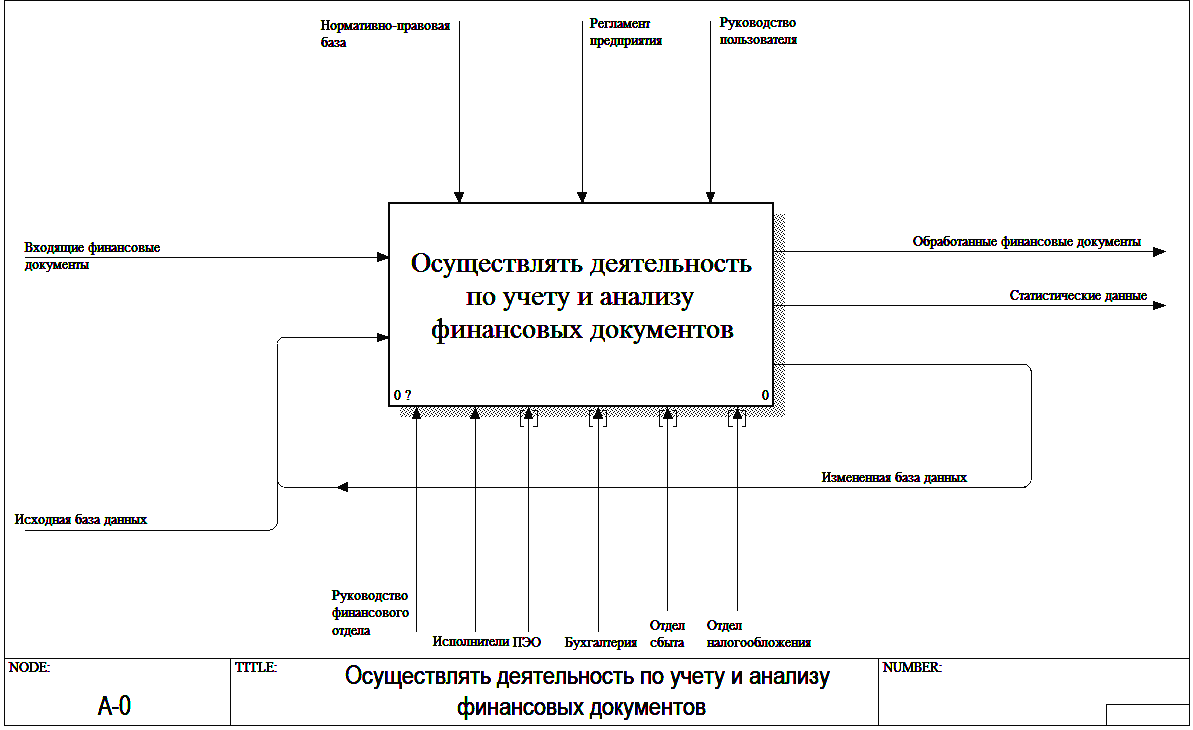 Нормативно-правовая
база
Регламент
предприятия
Руководство
пользователя
Входящие финансовые
документы
Осуществлять деятельность
по учету и анализу
финансовых документов
0 ?
0
Обработанные финансовые документы
Статистические данные
Измененная база данных
Исходная база данных
Руководство
финансового
отдела
Исполнители
ПЭО
Бухгалтерия
Отдел
сбыта
Отдел
налогообложения
NODE:
A-0
TITLE:
Осуществлять деятельность по учету и анализу
финансовых документов
NUMBER: